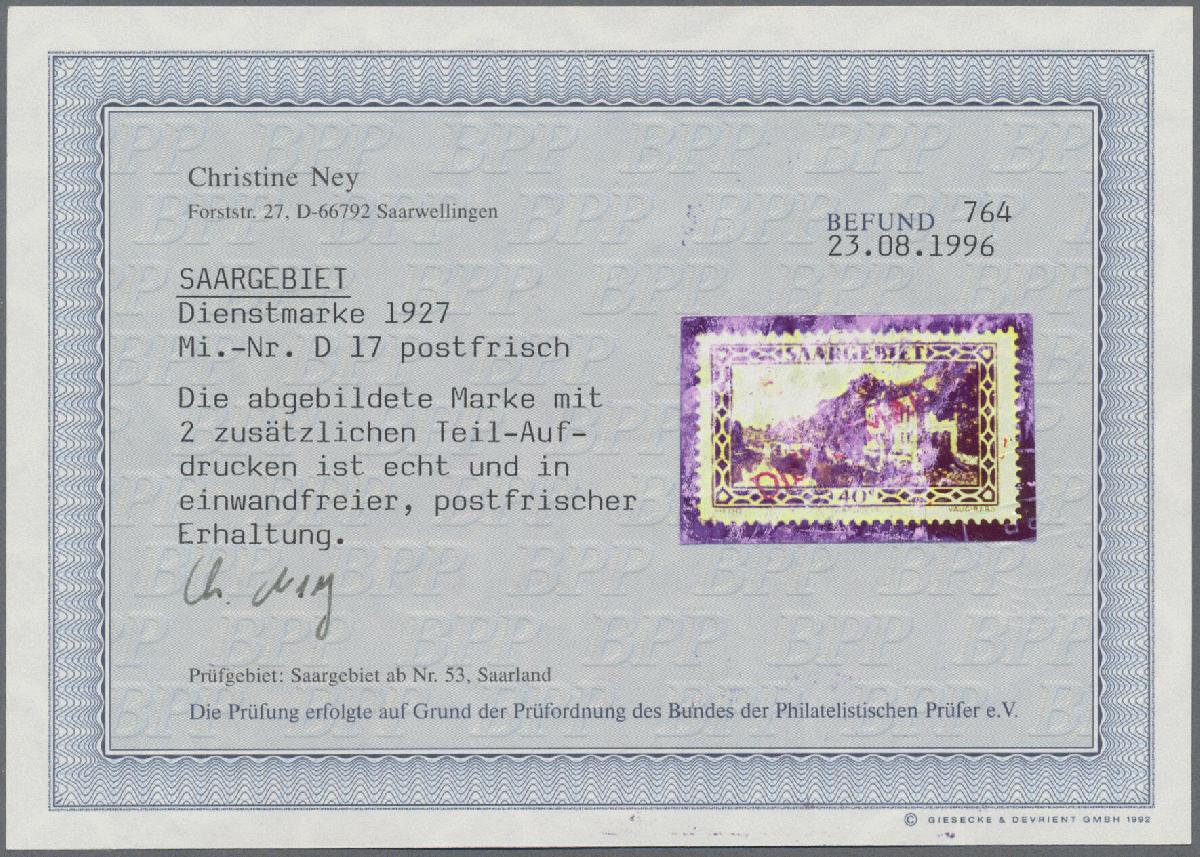 Christine Ney
Forststr. 27, D-66792 Saarwellingen
BEFUND 764
23.08.1996
SAARGEBIET
Dienstmarke 1927
Mi.-Nr. D 17 postfrisch
Die abgebildete Marke mit
2 zusätzlichen Teil-Auf-
drucken ist echt und in
einwandfreier, postfrischer
Erhaltung.
Ch. Ney
SAARGEBIET
40
VAUGIRARD
Prüfgebiet: Saargebiet ab Nr. 53, Saarland
Die Prüfung erfolgte auf Grund der Prüfordnung des Bundes der Philatelistischen Prüfer e.V.
© GIESECKE & DEVRIENT GMBH 1992